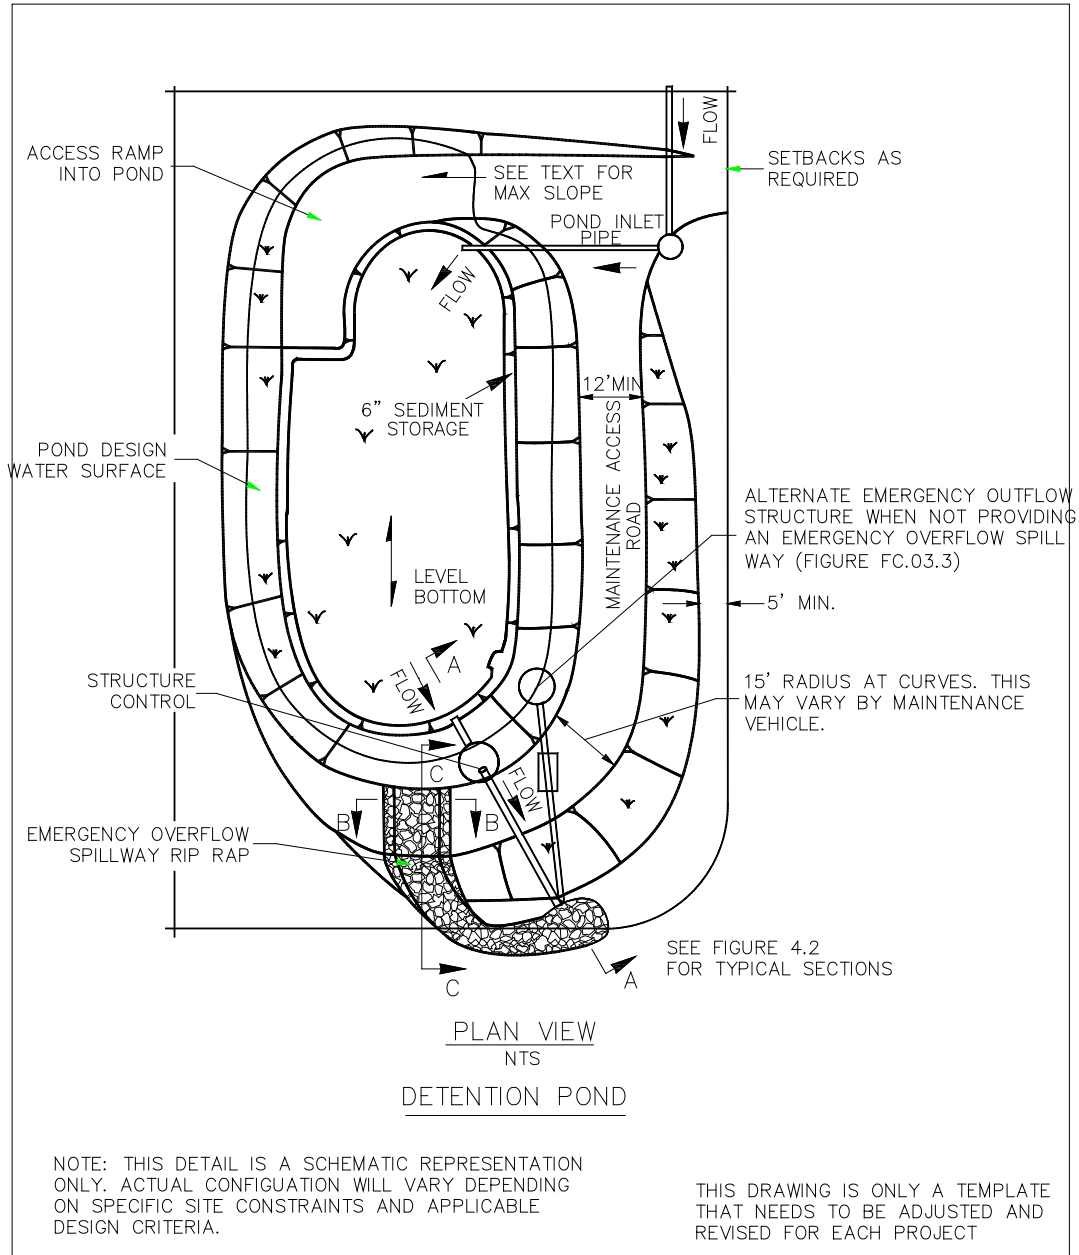 FLOW
ACCESS RAMP
INTO POND
SETBACKS AS
REQUIRED
SEE TEXT FOR
MAX SLOPE
POND INLET
PIPE
FLOW
12'MIN
6" SEDIMENT
STORAGE
MAINTENANCE ACCESS
ROAD
POND DESIGN
WATER SURFACE
ALTERNATE EMERGENCY OUTFLOW
STRUCTURE WHEN NOT PROVIDING
AN EMERGENCY OVERFLOW SPILL
WAY (FIGURE FC.03.3)
LEVEL
BOTTOM
5' MIN.
A
FLOW
STRUCTURE
CONTROL
15' RADIUS AT CURVES. THIS
MAY VARY BY MAINTENANCE
VEHICLE.
C
FLOW
B
B
EMERGENCY OVERFLOW
SPILLWAY RIP RAP
SEE FIGURE 4.2
FOR TYPICAL SECTIONS
A
C
PLAN VIEW
NTS
DETENTION POND
NOTE: THIS DETAIL IS A SCHEMATIC REPRESENTATION
ONLY. ACTUAL CONFIGUATION WILL VARY DEPENDING
ON SPECIFIC SITE CONSTRAINTS AND APPLICABLE
DESIGN CRITERIA.
THIS DRAWING IS ONLY A TEMPLATE
THAT NEEDS TO BE ADJUSTED AND
REVISED FOR EACH PROJECT